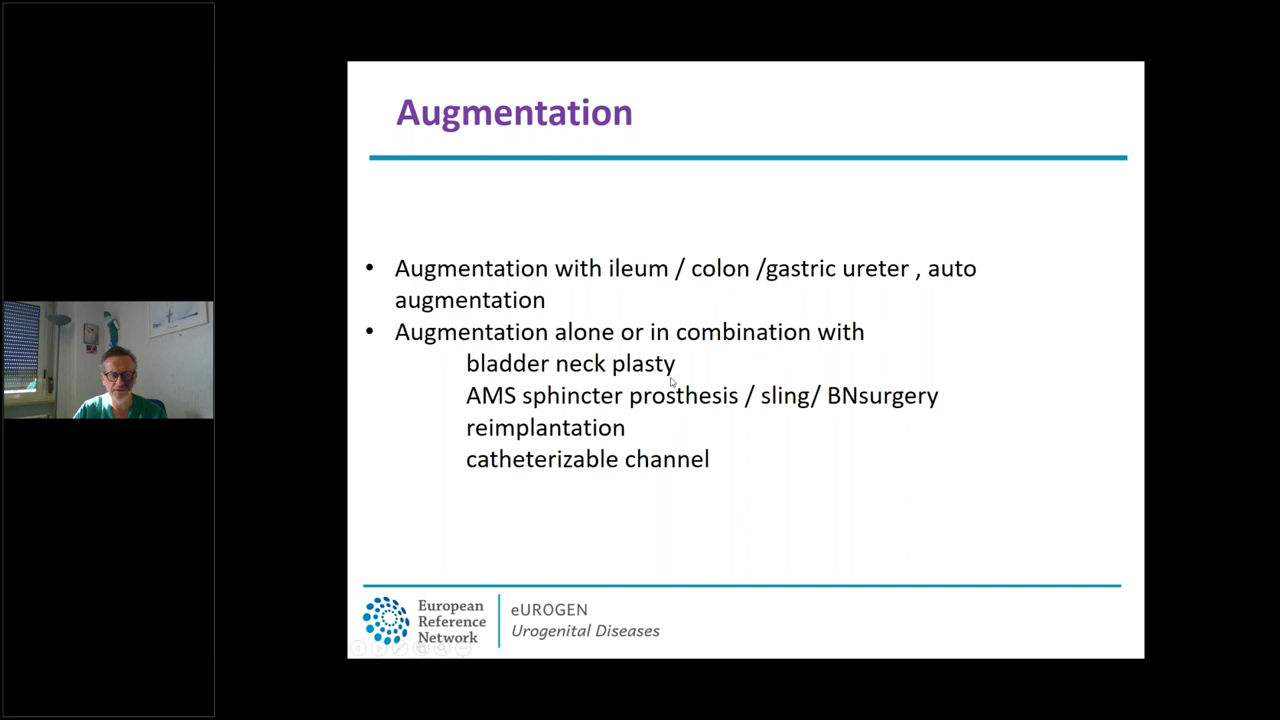 Augmentation
• Augmentation with ileum / colon /gastric ureter , auto
augmentation
• Augmentation alone or in combination with
bladder neck plasty
AMS sphincter prosthesis / sling/ BNsurgery
reimplantation
catheterizable channel
European
Reference
Network
eUROGEN
Urogenital Diseases